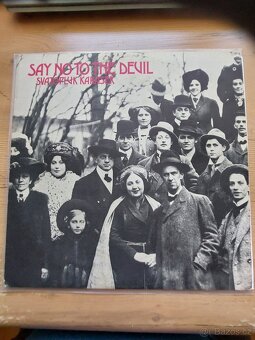 SAY NO TO THE DEVIL
SVATOPLUK KARÁSEK